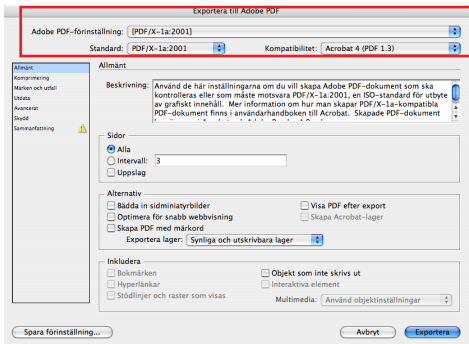 Exportera till Adobe PDF
Adobe PDF-förinställning: [PDF/X-1a:2001]
Standard: PDF/X-1a:2001 Kompatibilitet: Acrobat 4 (PDF 1.3)
Allmänt
Komprimering
Märken och utfall
Utdata
Avancerat
Skydd
Sammanfattning
Allmänt
Beskrivning: Använd de här inställningarna om du vill skapa Adobe PDF-dokument som ska
kontrolleras eller som måste motsvara PDF/X-1a:2001, en ISO-standard för utbyte
av grafiskt innehåll. Mer information om hur man skapar PDF/X-1a-kompatibla
PDF-dokument finns i användarhandboken till Acrobat. Skapade PDF-dokument
Sidor
Alla
Intervall: 3
Uppslag
Alternativ
Bädda in sidminiatyrbilder Visa PDF efter export
Optimera för snabb webbvisning Skapa Acrobat-lager
Skapa PDF med märkord
Exportera lager: Synliga och utskrivbara lager
Inkludera
Bokmärken Objekt som inte skrivs ut
Hyperlänkar Interaktiva element
Stödlinjer och raster som visas Multimedia: Använd objektinställningar
Spara förinställning... Avbryt Exportera